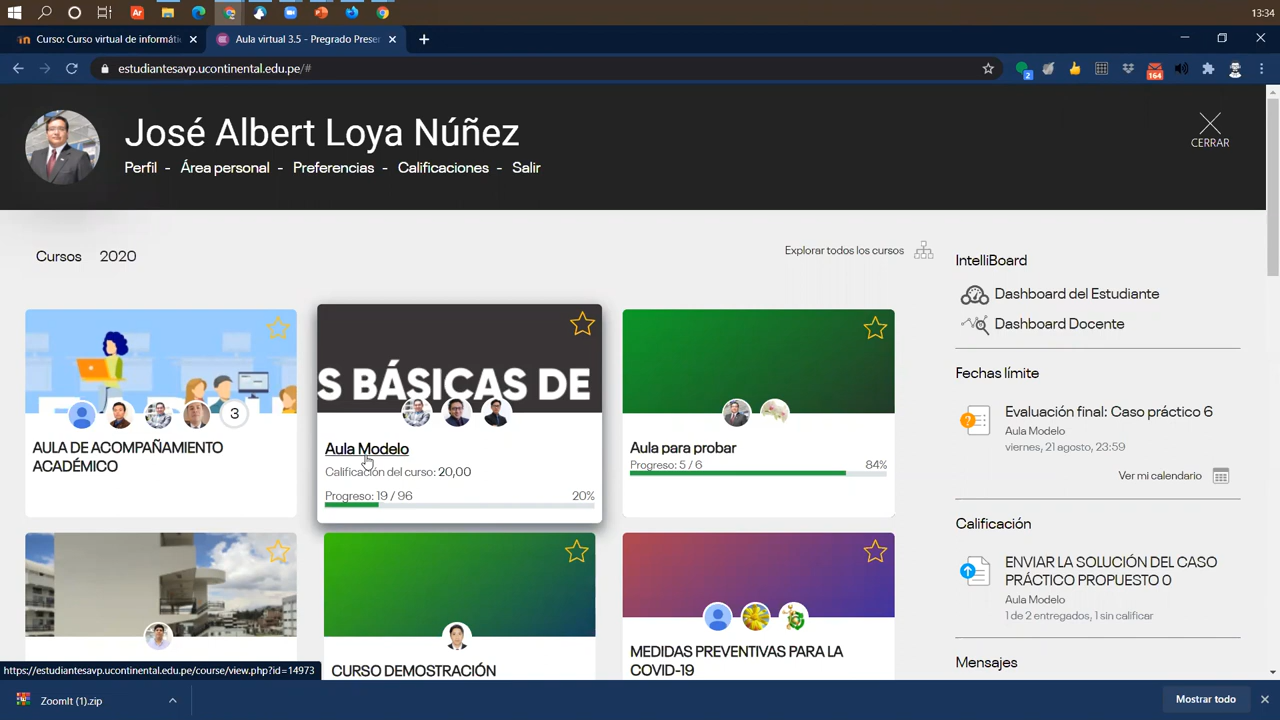 13:34
Curso: Curso virtual de informáti
Aula virtual 3.5 - Pregrado Prese
estudiantesavp.ucontinental.edu.pe/#
2
164
José Albert Loya Núñez
CERRAR
Perfil - Área personal - Preferencias - Calificaciones - Salir
Cursos 2020
Explorar todos los cursos
IntelliBoard
Dashboard del Estudiante
Dashboard Docente
S BÁSICAS DE
3
AULA DE ACOMPAÑAMIENTO
ACADÉMICO
Aula Modelo
Calificación del curso: 20,00
Progreso: 19 / 96 20%
Aula para probar
Progreso: 5 / 6 84%
Fechas límite
Evaluación final: Caso práctico 6
Aula Modelo
viernes, 21 agosto, 23:59
Ver mi calendario
Calificación
ENVIAR LA SOLUCIÓN DEL CASO
PRÁCTICO PROPUESTO 0
Aula Modelo
1 de 2 entregados, 1 sin calificar
Mensajes
CURSO DEMOSTRACIÓN
MEDIDAS PREVENTIVAS PARA LA
COVID-19
https://estudiantesavp.ucontinental.edu.pe/course/view.php?id=14973
ZoomIt (1).zip
Mostrar todo